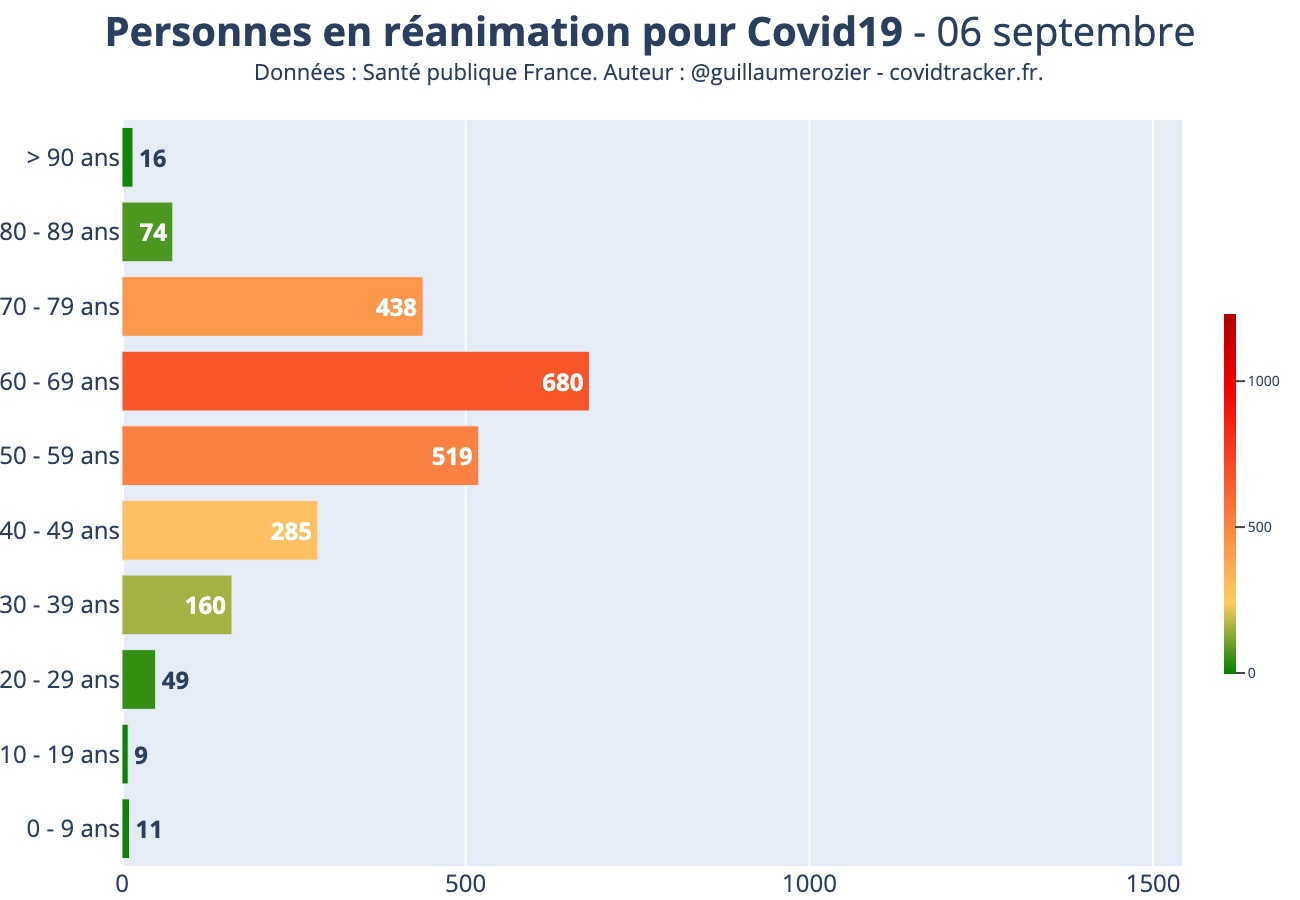 Personnes en réanimation pour Covid19 - 06 septembre
Données : Santé publique France. Auteur : @guillaumerozier - covidtracker.fr.
> 90 ans 16
80 - 89 ans 74
70 - 79 ans 438
60 - 69 ans 680
50 - 59 ans 519
40 - 49 ans 285
30 - 39 ans 160
20 - 29 ans 49
10 - 19 ans 9
0 - 9 ans 11
0 500 1000 1500
1000
500
0